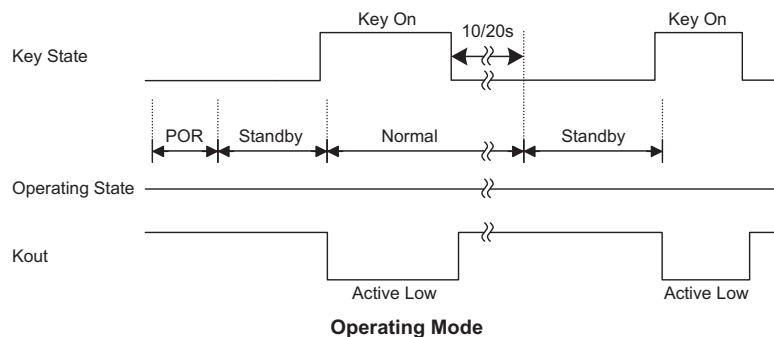 Key On
Key On
10/20s
Key State
POR
Standby
Normal
Standby
Operating State
Kout
Active Low
Active Low
Operating Mode